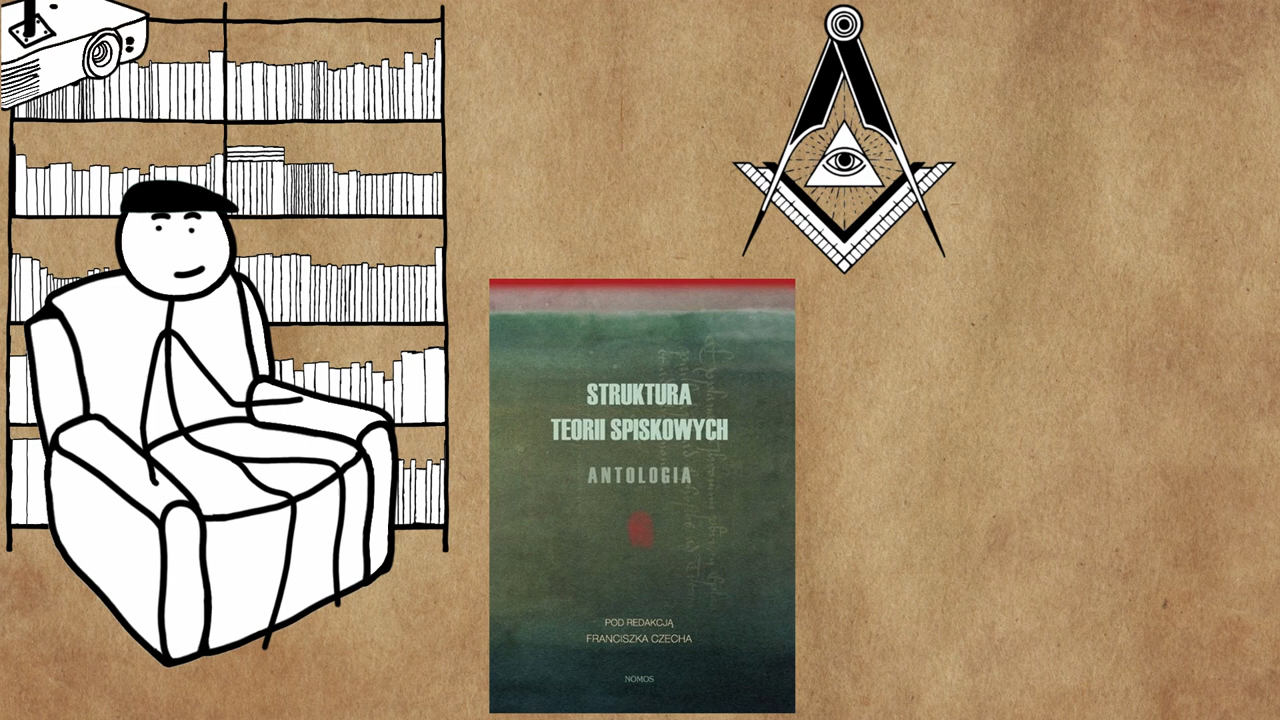 STRUKTURA
TEORII SPISKOWYCH
ANTOLOGIA
POD REDAKCJĄ
FRANCISZKA CZECHA
NOMOS